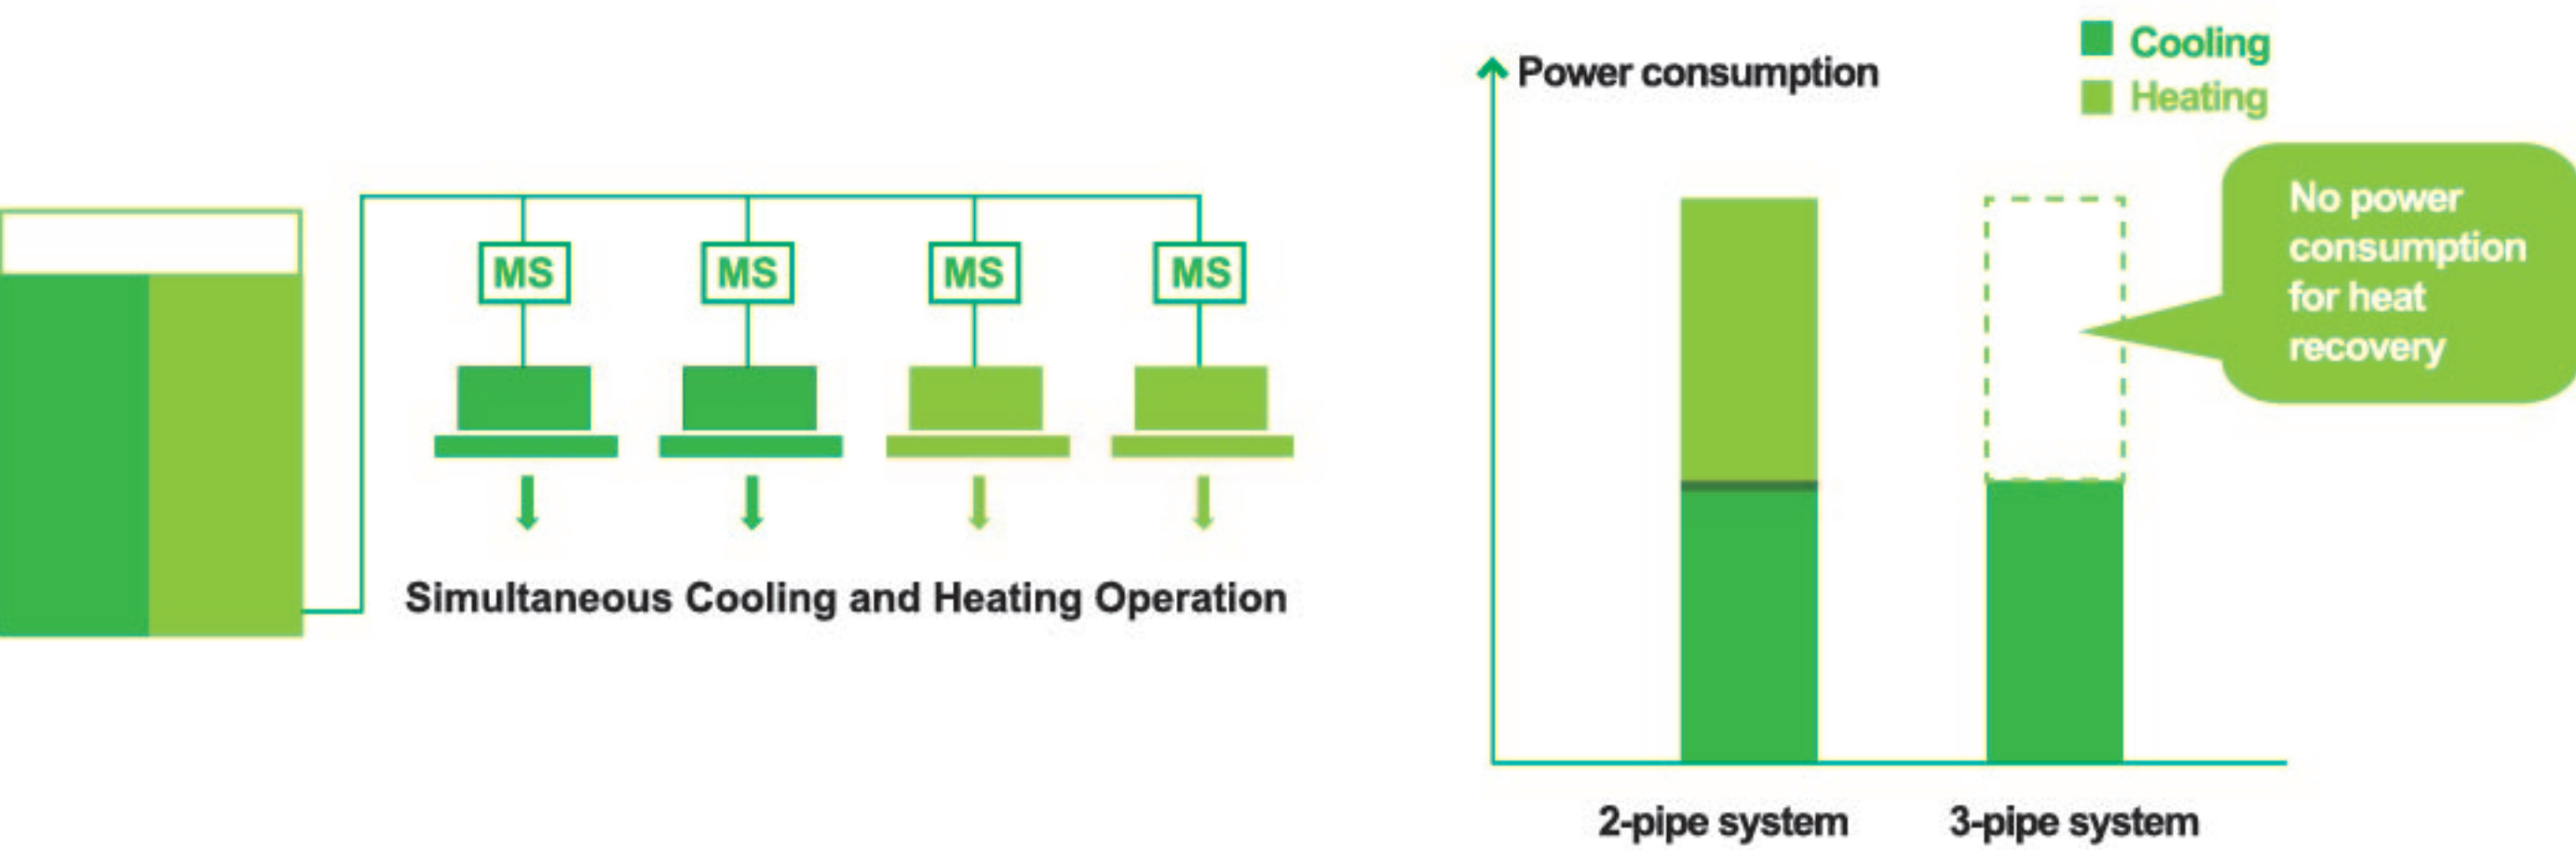 MS MS MS MS
Simultaneous Cooling and Heating Operation
Power consumption
Cooling
Heating
No power
consumption
for heat
recovery
2-pipe system 3-pipe system